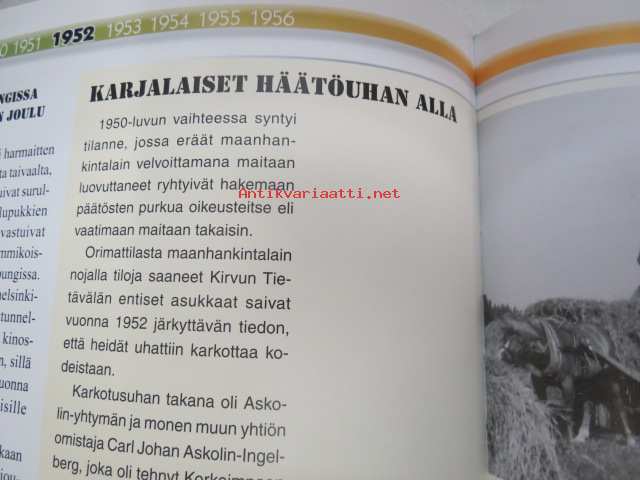 1951 1952 1953 1954 1955 1956
NGISSA
N JOULU
harmaitten
ta taivaalta,
uivat surul-
lupukkien
vastuivat
mmikois-
pungissa.
elsinki-
tunnel-
kinos-
n, sillä
uonna
isille
kaan
jou-
KARJALAISET HÄÄTÖUHAN ALLA
1950-luvun vaihteessa syntyi
tilanne, jossa eräät maanhan-
kintalain velvoittamana maitaan
luovuttaneet ryhtyivät hakemaan
Antikvariaatti.net
päätösten purkua oikeusteitse eli
vaatimaan maitaan takaisin.
Orimattilasta maanhankintalain
nojalla tiloja saaneet Kirvun Tie-
tävälän entiset asukkaat saivat
vuonna 1952 järkyttävän tiedon,
että heidät uhattiin karkottaa ko-
deistaan.
Karkotusuhan takana oli Asko-
lin-yhtymän ja monen muun yhtiön
omistaja Carl Johan Askolin-Ingel-
berg, joka oli tehnyt